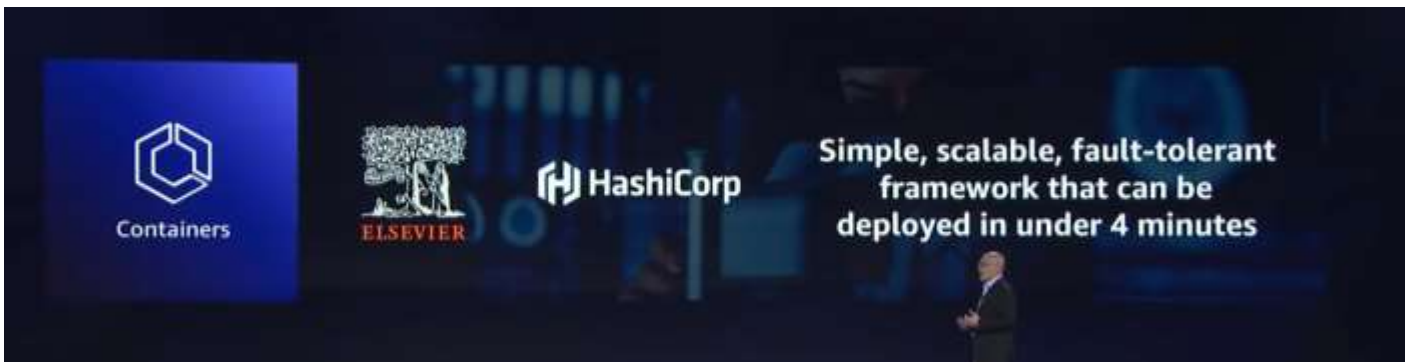 Containers
ELSEVIER
HashiCorp
Simple, scalable, fault-tolerant
framework that can be
deployed in under 4 minutes